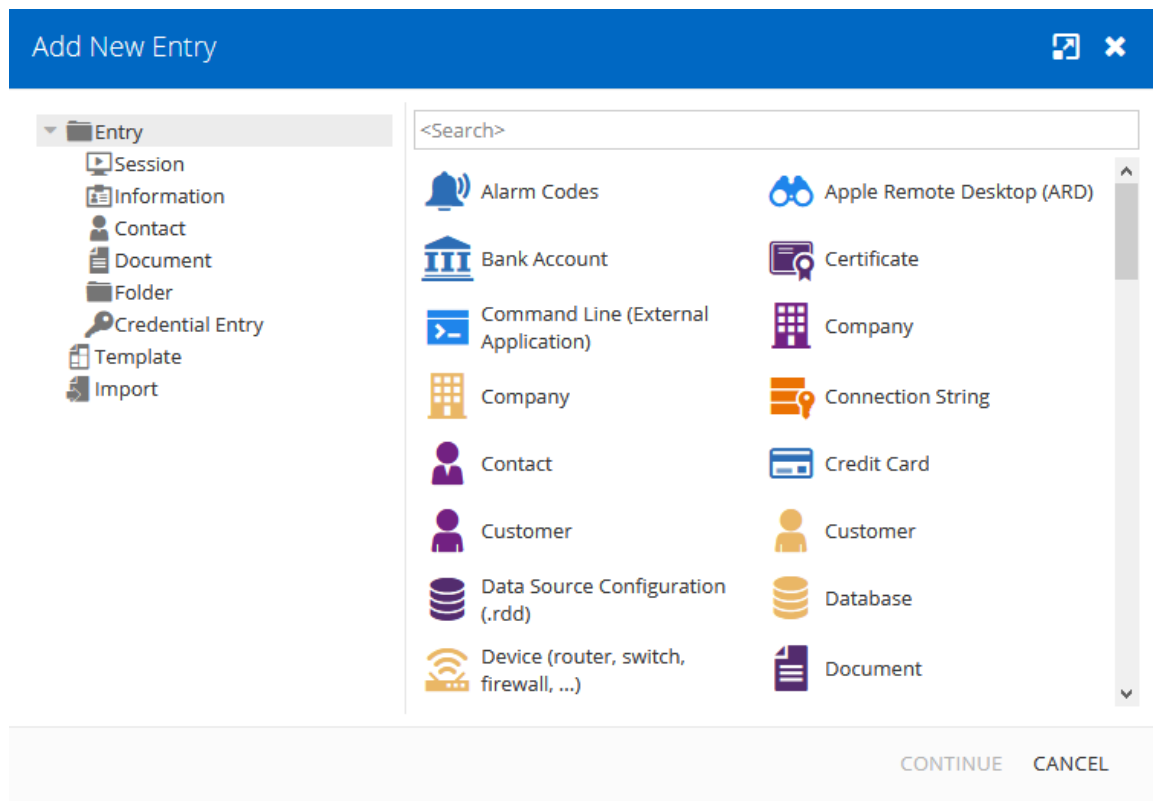 Add New Entry
Entry
Session
Information
Contact
Document
Folder
Credential Entry
Template
Import
<Search>
Alarm Codes
Apple Remote Desktop (ARD)
Bank Account
Certificate
Command Line (External
Application)
Company
Company
Connection String
Contact
Credit Card
Customer
Customer
Data Source Configuration
(.rdd)
Database
Device (router, switch,
firewall, ...)
Document
CONTINUE
CANCEL